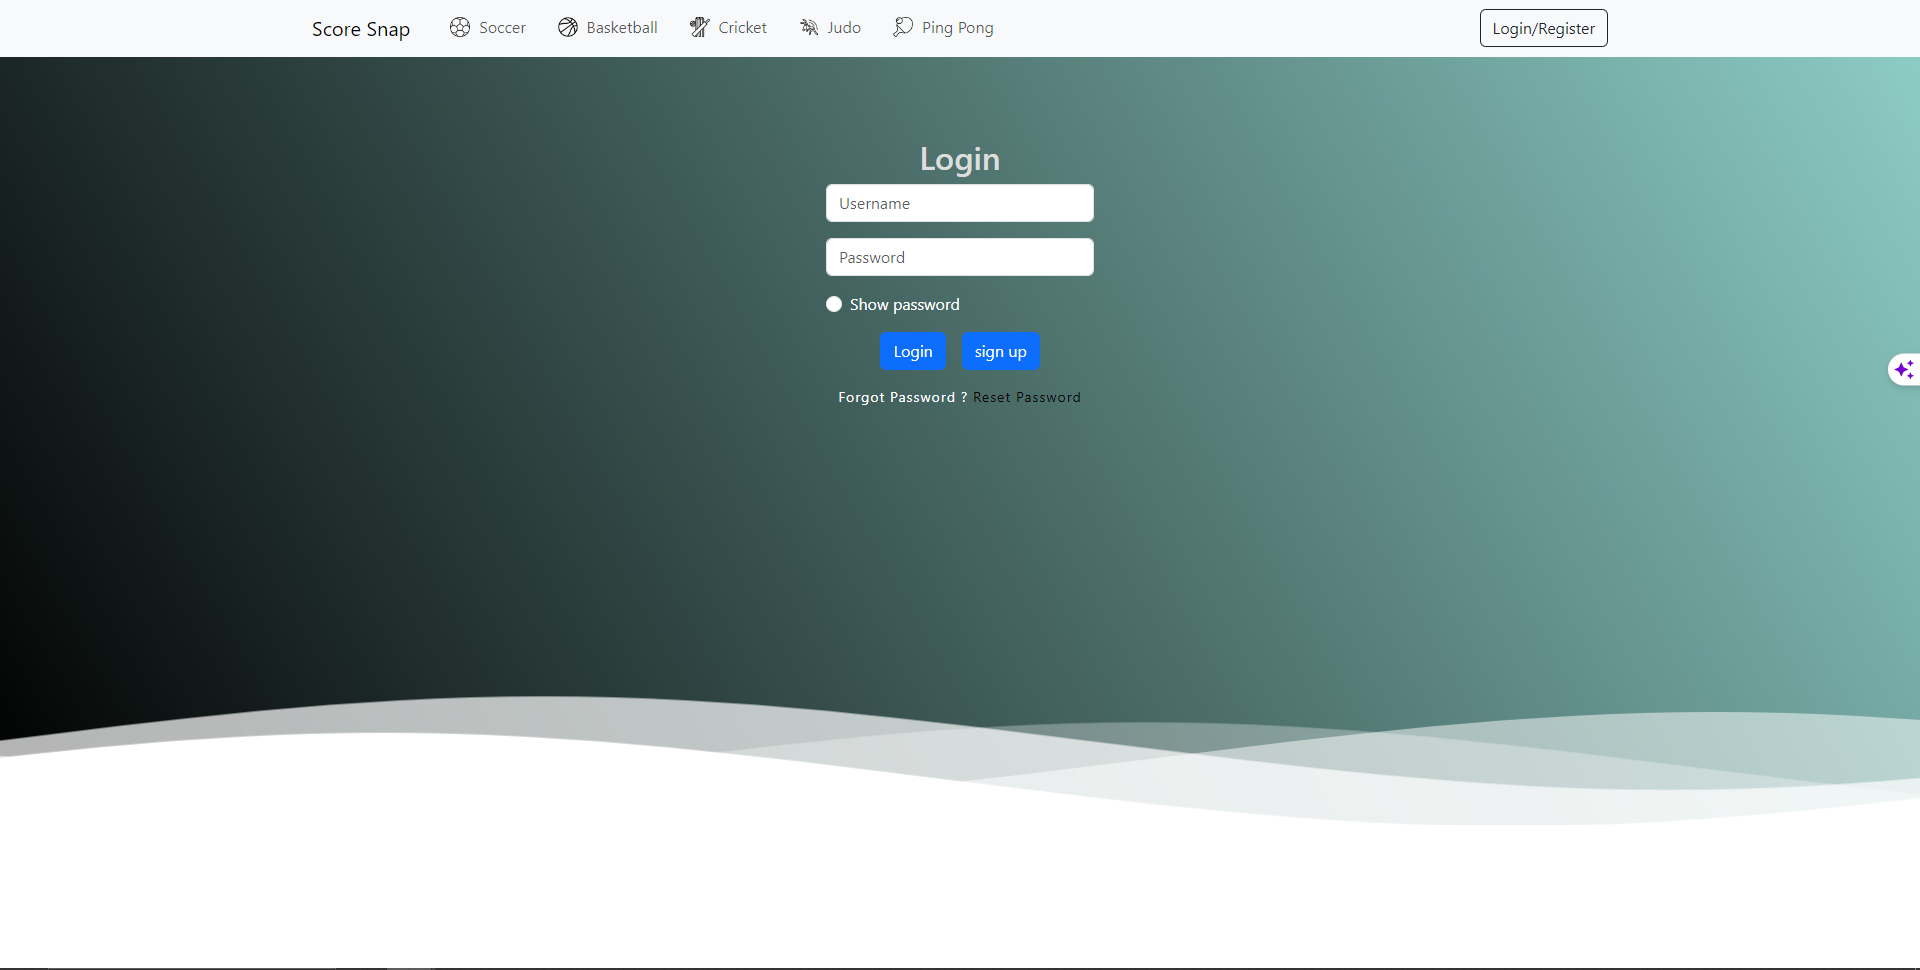 Score Snap Soccer Basketball Cricket Judo Ping Pong Login/Register
Login
Username
Password
Show password
Login sign up
Forgot Password ? Reset Password